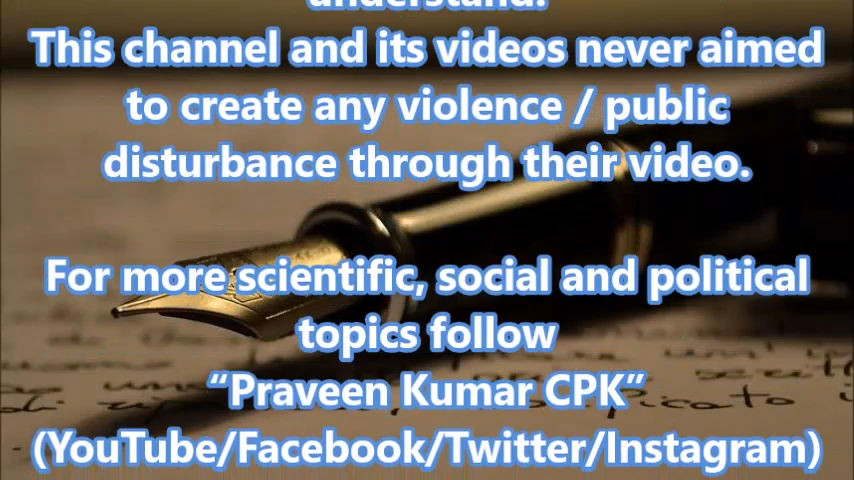 understand.
This channel and its videos never aimed
to create any violence / public
disturbance through their video.
For more scientific, social and political
topics follow
“Praveen Kumar CPK”
(YouTube/Facebook/Twitter/Instagram)